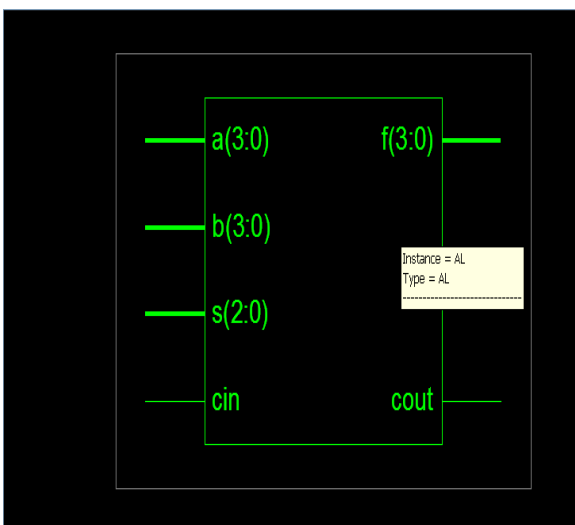 a(3:0)
f(3:0)
b(3:0)
Instance = AL
Type = AL
--------------------------------
s(2:0)
cin
cout